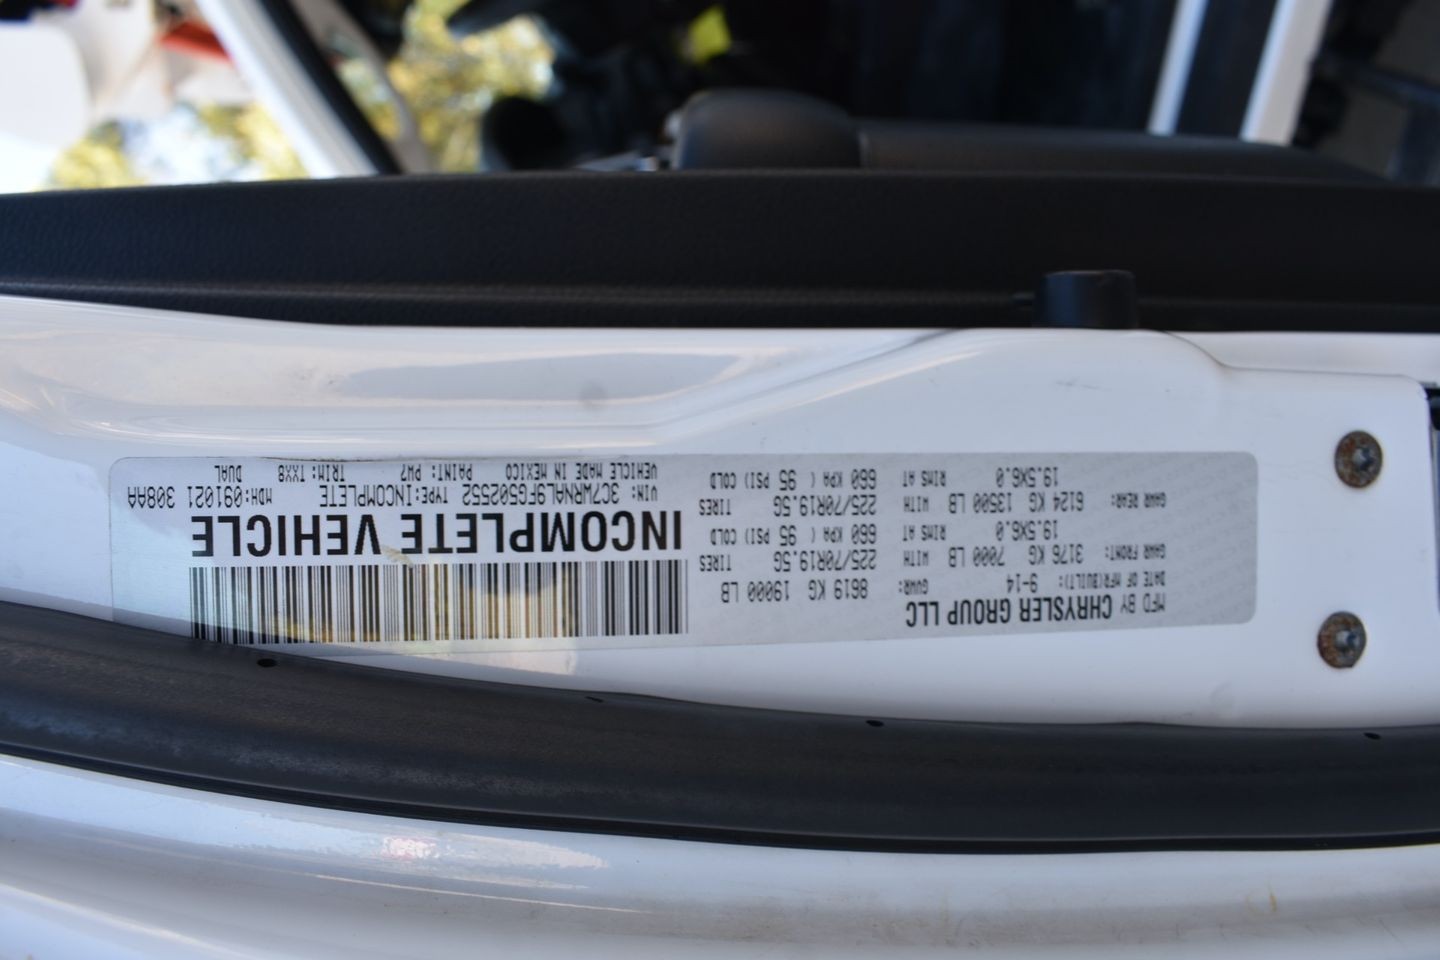 MFD BY CHRYSLER GROUP LLC
DATE OF MFR(BUILT): 9-14 GVWR: 8619 KG 19000 LB
GAWR FRONT: 3176 KG 7000 LB WITH 225/70R19.5G TIRES
19.5X6.0 RIMS AT 660 KPA ( 95 PSI) COLD
GAWR REAR: 6124 KG 13500 LB WITH 225/70R19.5G TIRES
19.5X6.0 RIMS AT 660 KPA ( 95 PSI) COLD
INCOMPLETE VEHICLE
VIN: 3C7WRNAL9FG502552 TYPE: INCOMPLETE MDH: 091021 308AA
VEHICLE MADE IN MEXICO PAINT: PW7 TRIM: TXX8 DUAL